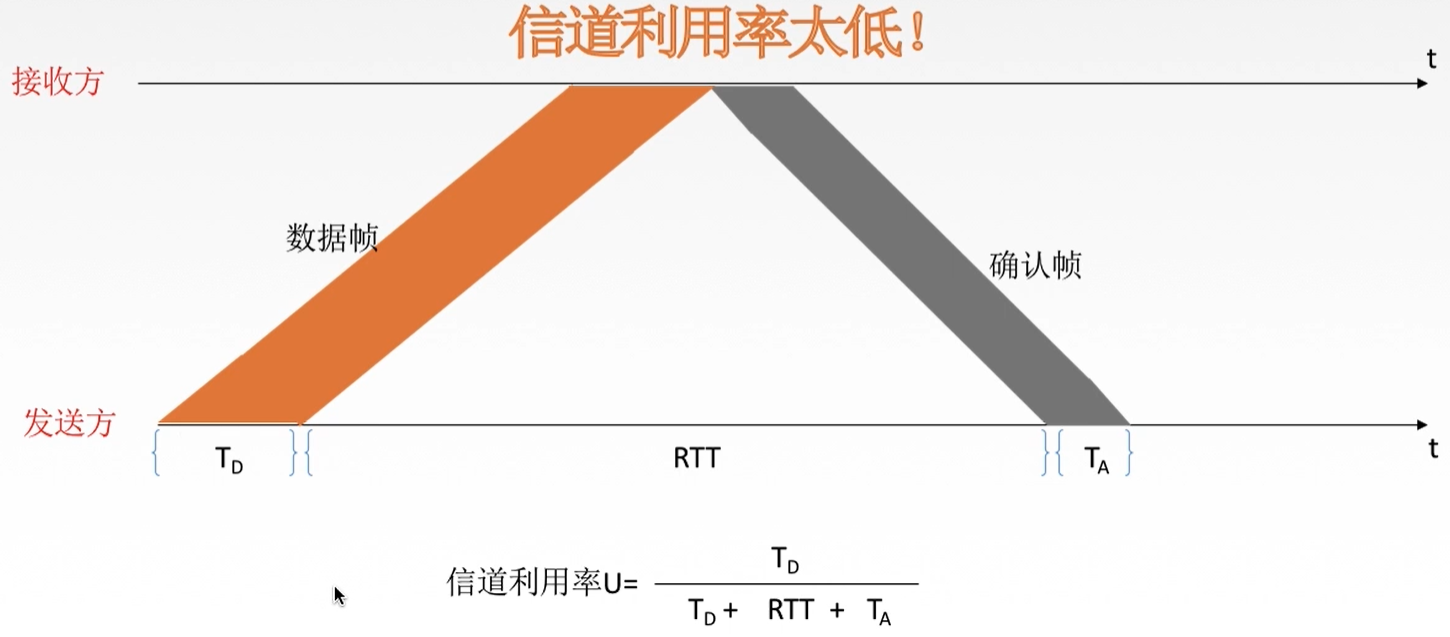 信道利用率太低！
t
接收方
数据帧
确认帧
发送方
t
T_D
RTT
T_A
信道利用率U=
T_D
T_D + RTT + T_A